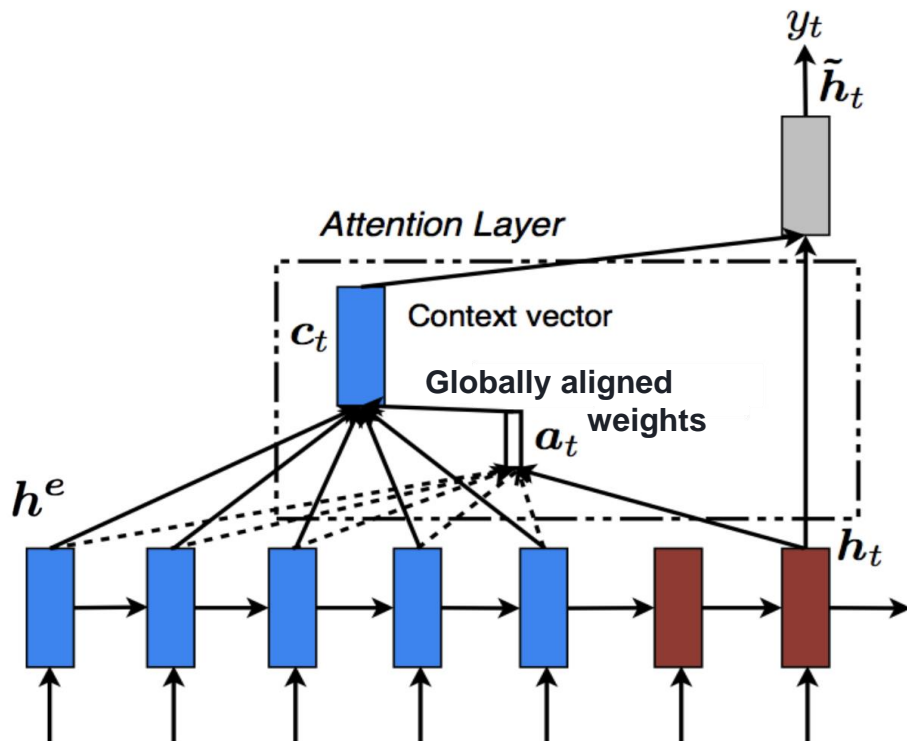 y_t
h̃_t
Attention Layer
c_t
Context vector
Globally aligned
weights
a_t
h^e
h_t